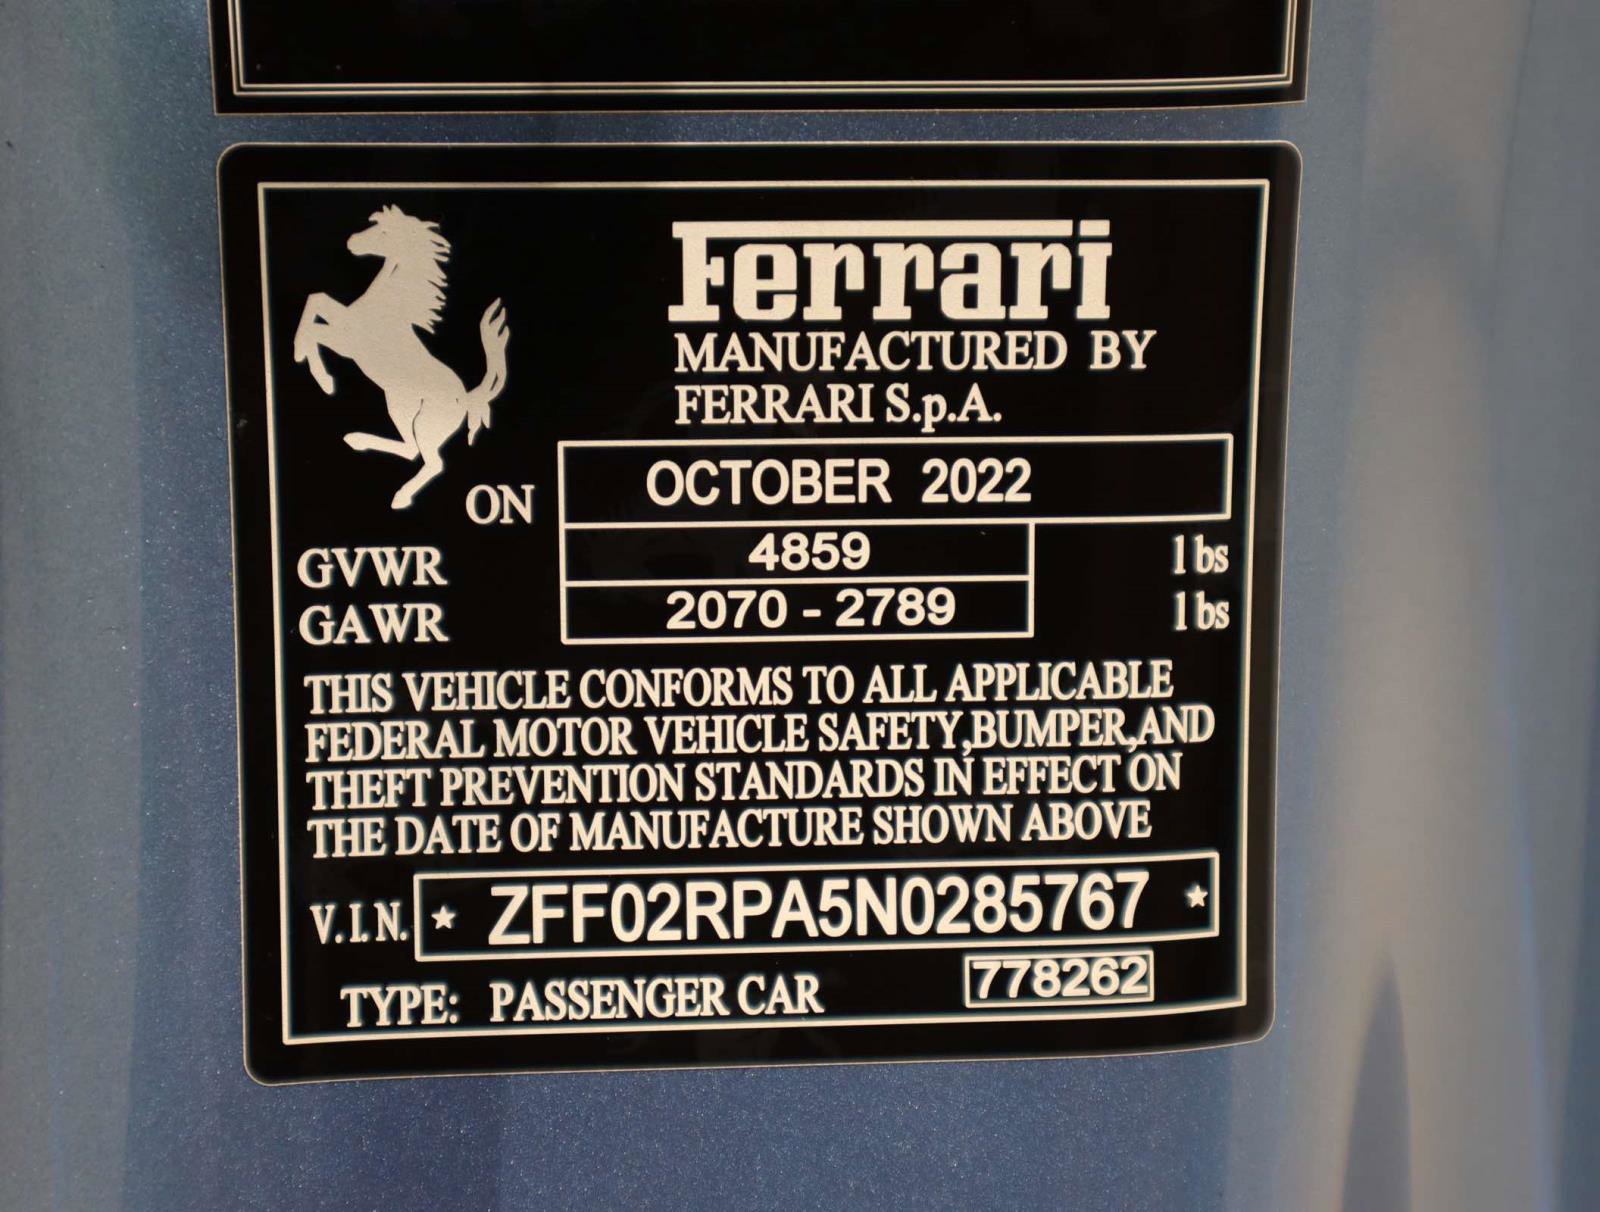 Ferrari
MANUFACTURED BY
FERRARI S.p.A.
ON OCTOBER 2022
GVWR 4859 lbs
GAWR 2070 - 2789 lbs
THIS VEHICLE CONFORMS TO ALL APPLICABLE
FEDERAL MOTOR VEHICLE SAFETY,BUMPER,AND
THEFT PREVENTION STANDARDS IN EFFECT ON
THE DATE OF MANUFACTURE SHOWN ABOVE
V.I.N. ★ ZFF02RPA5N0285767 ★
TYPE: PASSENGER CAR 778262